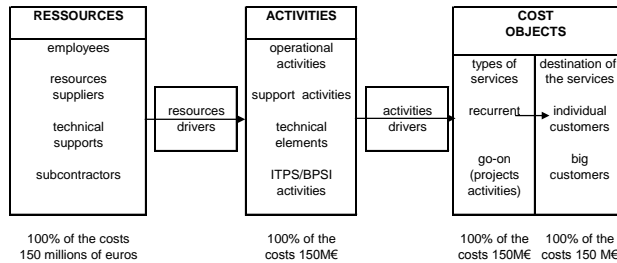 RESSOURCES
employees
resources
suppliers
technical
supports
subcontractors
100% of the costs
150 millions of euros
resources
drivers
ACTIVITIES
operational
activities
support activities
technical
elements
ITPS/BPSI
activities
100% of the
costs 150M€
activities
drivers
COST
OBJECTS
types of
services
recurrent
go-on
(projects
activities)
100% of the
costs 150M€
destination of
the services
individual
customers
big
customers
100% of the
costs 150 M€